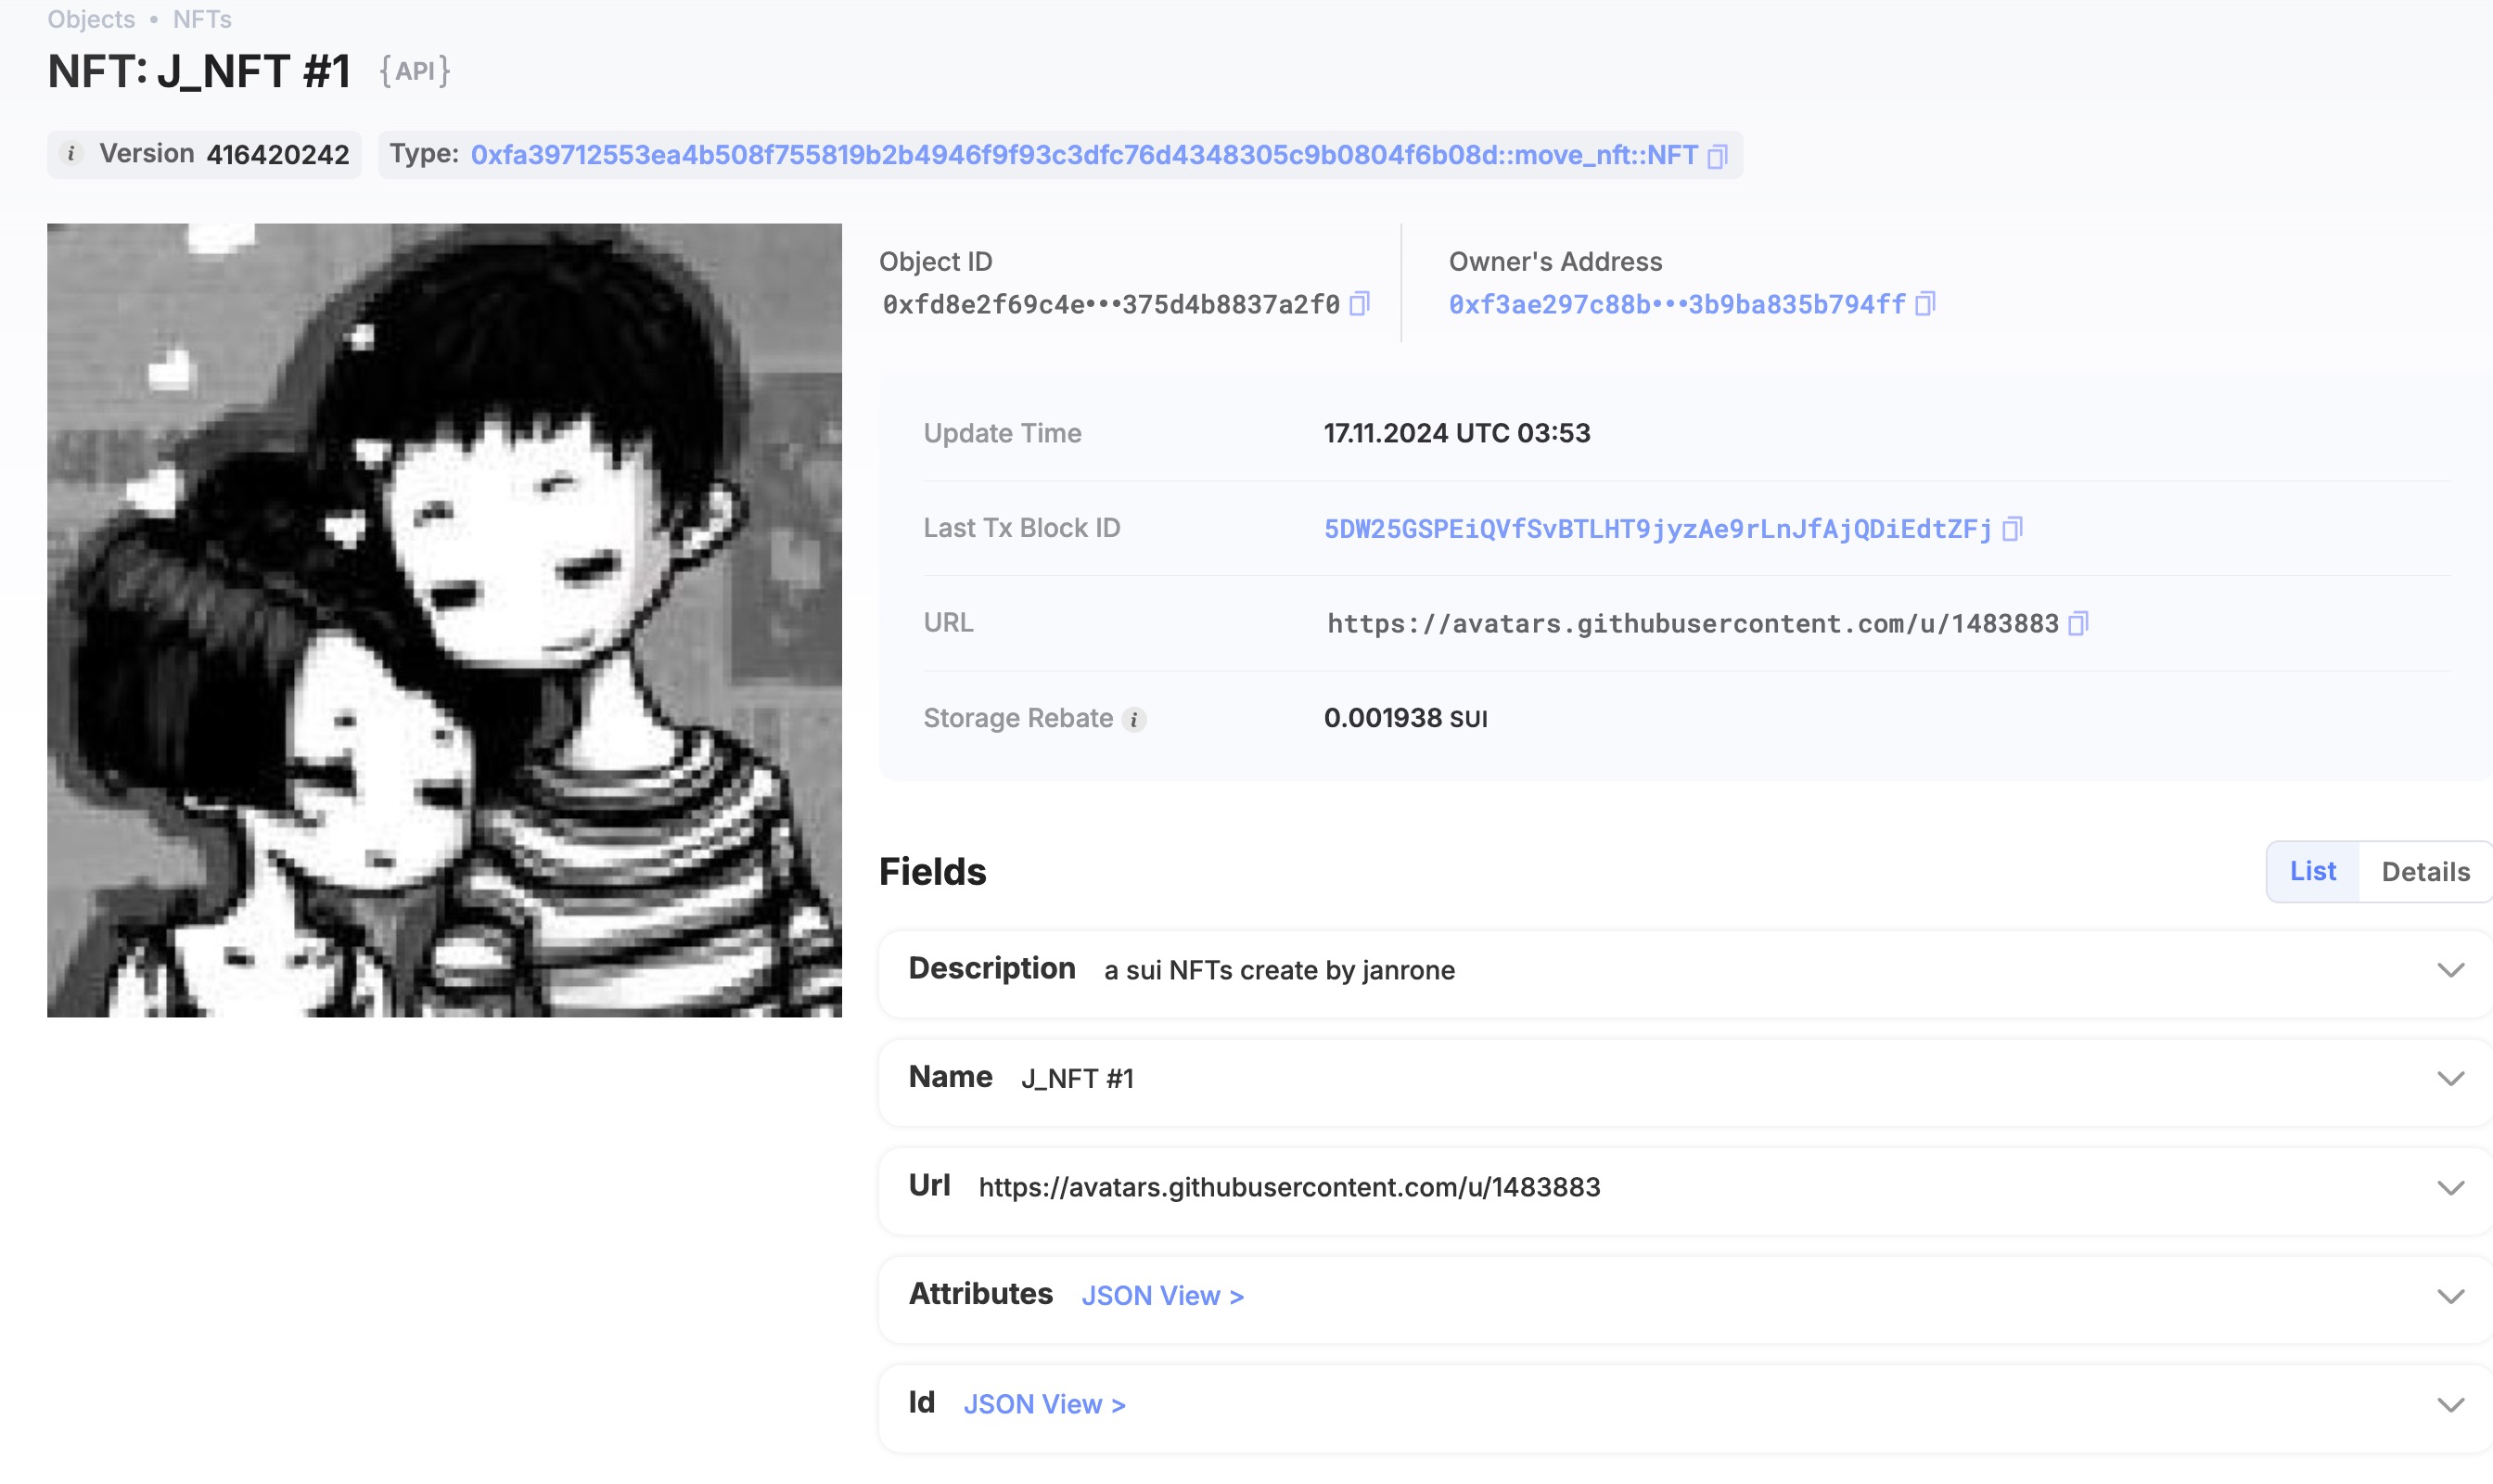 Objects • NFTs
NFT: J_NFT #1 {API}
i Version 416420242 Type: 0xfa39712553ea4b508f755819b2b4946f9f93c3dfc76d4348305c9b0804f6b08d::move_nft::NFT
Object ID
0xfd8e2f69c4e•••375d4b8837a2f0
Owner's Address
0xf3ae297c88b•••3b9ba835b794ff
Update Time 17.11.2024 UTC 03:53
Last Tx Block ID 5DW25GSPEiQVfSvBTLHT9jyzAe9rLnJfAjQDiEdtZFj
URL https://avatars.githubusercontent.com/u/1483883
Storage Rebate i 0.001938 SUI
Fields List Details
Description a sui NFTs create by janrone
Name J_NFT #1
Url https://avatars.githubusercontent.com/u/1483883
Attributes JSON View >
Id JSON View >